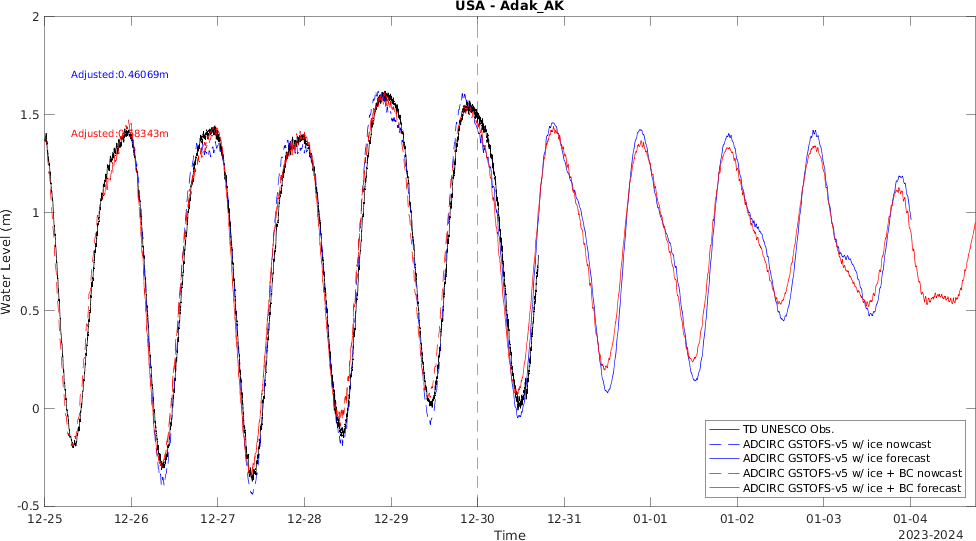 USA - Adak_AK
2
Adjusted:0.46069m
1.5
1
Water Level (m)
0.5
0
TD UNESCO Obs.
ADCIRC GSTOFS-v5 w/ ice nowcast
ADCIRC GSTOFS-v5 w/ ice forecast
ADCIRC GSTOFS-v5 w/ ice + BC nowcast
ADCIRC GSTOFS-v5 w/ ice + BC forecast
-0.5
12-25 12-26 12-27 12-28 12-29 12-30 12-31 01-01 01-02 01-03 01-04
Time
2023-2024